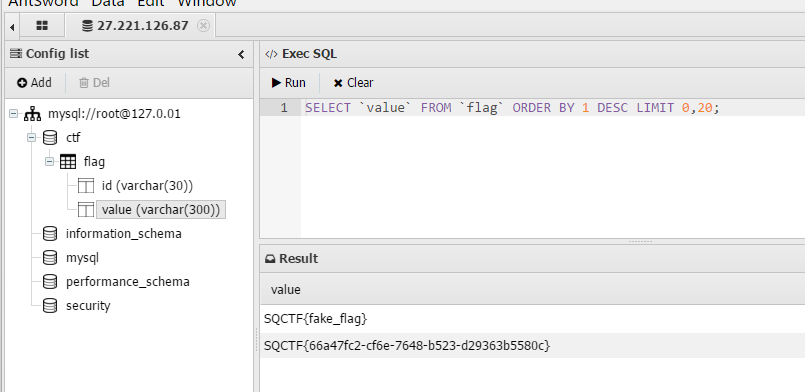 AntSword Data Edit Window
27.221.126.87
Config list
Add Del
mysql://root@127.0.01
ctf
flag
id (varchar(30))
value (varchar(300))
information_schema
mysql
performance_schema
security
</> Exec SQL
Run Clear
1 SELECT `value` FROM `flag` ORDER BY 1 DESC LIMIT 0,20;
Result
value
SQCTF{fake_flag}
SQCTF{66a47fc2-cf6e-7648-b523-d29363b5580c}